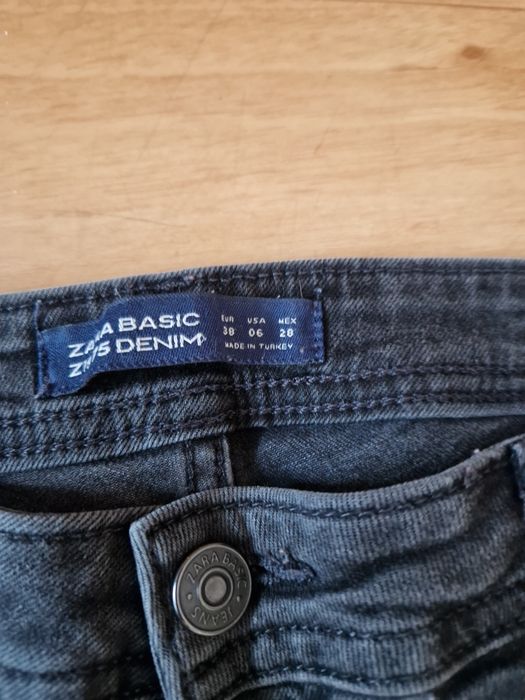 ZARA BASIC
Z1975 DENIM
EUR USA MEX
38 06 28
MADE IN TURKEY
ZARA BASIC
JEANS